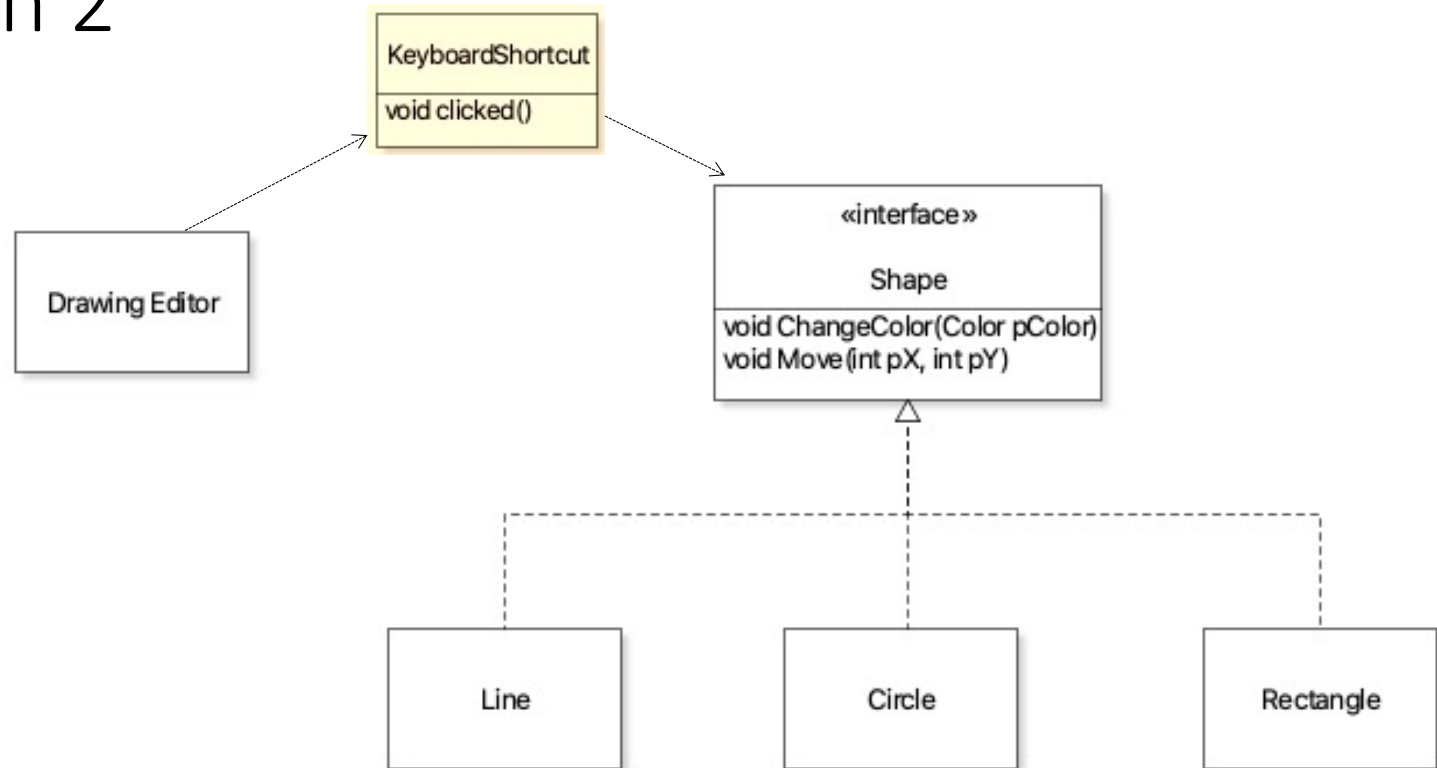 n 2
KeyboardShortcut
void clicked()
Drawing Editor
«interface»
Shape
void ChangeColor(Color pColor)
void Move(int pX, int pY)
Line
Circle
Rectangle